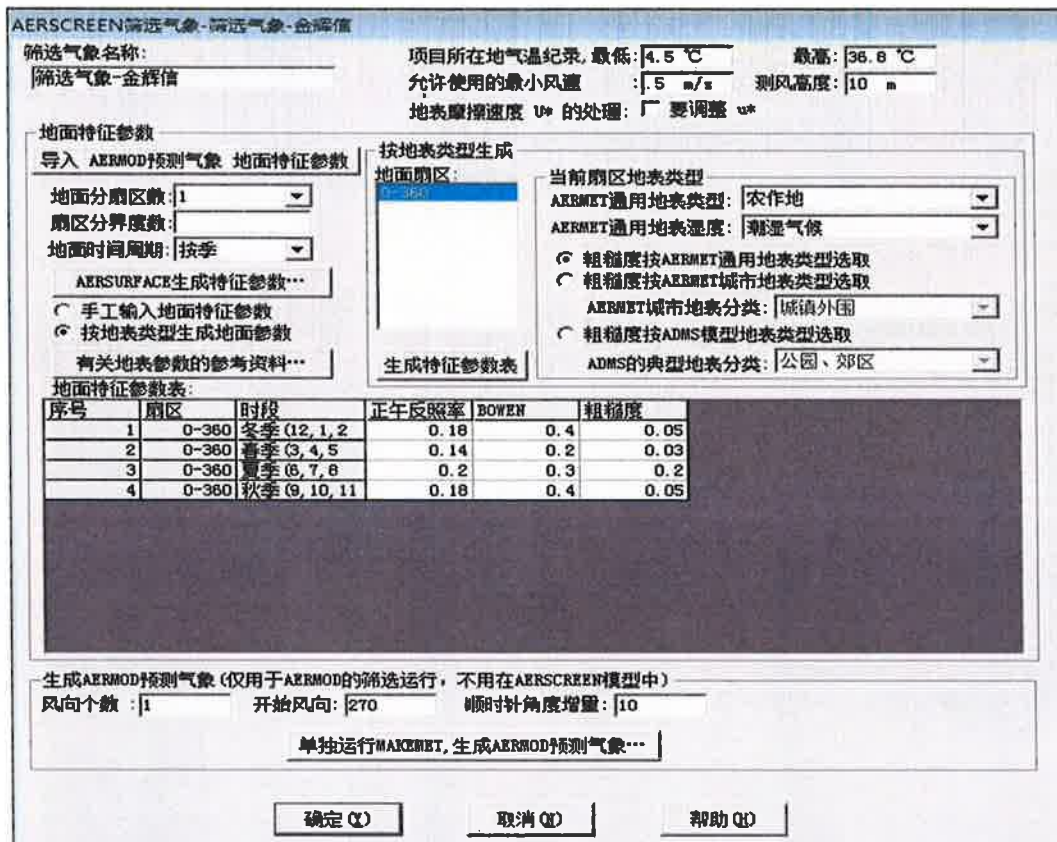 AERSCREEN筛选气象-筛选气象-金辉信
筛选气象名称:
筛选气象-金辉信
项目所在地气温纪录,最低: 4.5 ℃ 最高: 36.8 ℃
允许使用的最小风速 : .5 m/s 测风高度: 10 m
地表摩擦速度 U* 的处理: 要调整 u*
地面特征参数
导入 AERMOD预测气象 地面特征参数
地面分扇区数: 1
扇区分界度数:
地面时间周期: 按季
AERSURFACE生成特征参数…
手工输入地面特征参数
按地表类型生成地面参数
有关地表参数的参考资料…
按地表类型生成
地面扇区:
0-360
生成特征参数表
当前扇区地表类型
AERMET通用地表类型: 农作地
AERMET通用地表湿度: 潮湿气候
粗糙度按AERMET通用地表类型选取
粗糙度按AERMET城市地表类型选取
AERMET城市地表分类: 城镇外围
粗糙度按ADMS模型地表类型选取
ADMS的典型地表分类: 公园、郊区
地面特征参数表:
序号 扇区 时段 正午反照率 BOWEN 粗糙度
1 0-360 冬季(12,1,2 0.18 0.4 0.05
2 0-360 春季(3,4,5 0.14 0.2 0.03
3 0-360 夏季(6,7,8 0.2 0.3 0.2
4 0-360 秋季(9,10,11 0.18 0.4 0.05
生成AERMOD预测气象(仅用于AERMOD的筛选运行，不用在AERSCREEN模型中)
风向个数 : 1 开始风向: 270 顺时针角度增量: 10
单独运行MAKEMET,生成AERMOD预测气象…
确定(Y) 取消(N) 帮助(H)